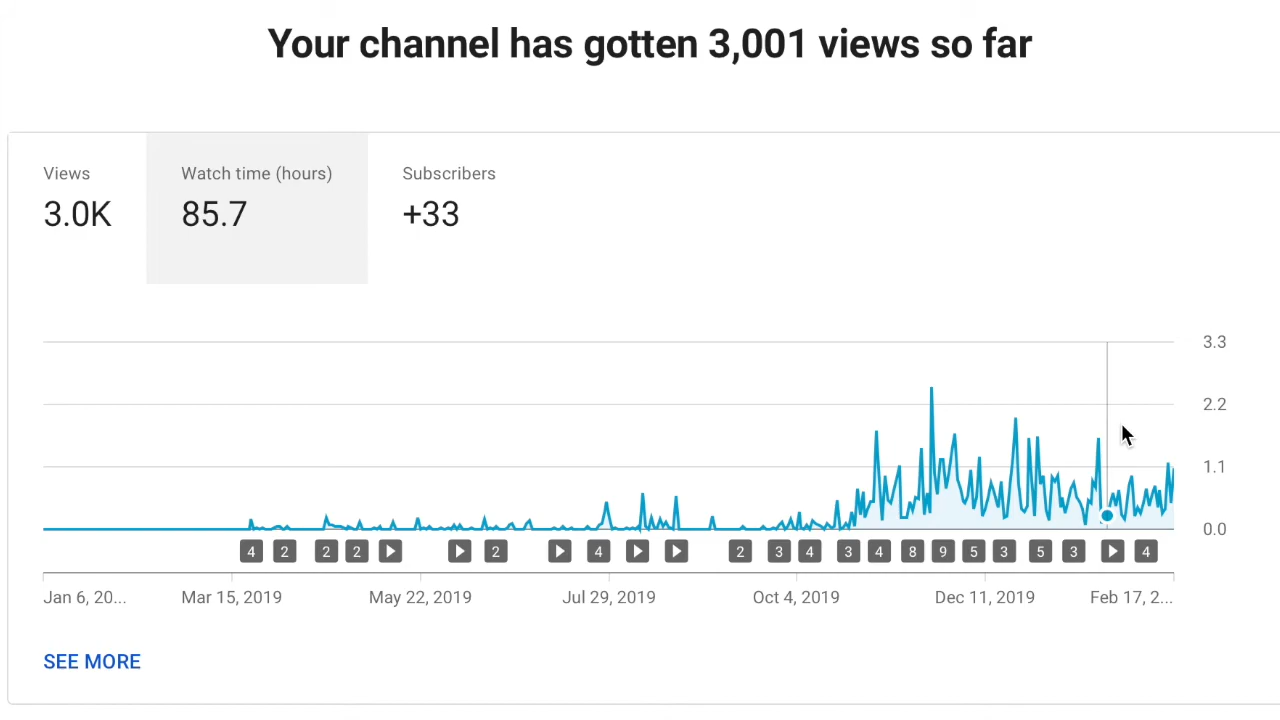 Your channel has gotten 3,001 views so far
Views Watch time (hours) Subscribers
3.0K 85.7 +33
3.3
2.2
1.1
0.0
4 2 2 2 2 4 2 3 4 3 4 8 9 5 3 5 3 4
Jan 6, 20... Mar 15, 2019 May 22, 2019 Jul 29, 2019 Oct 4, 2019 Dec 11, 2019 Feb 17, 2...
SEE MORE